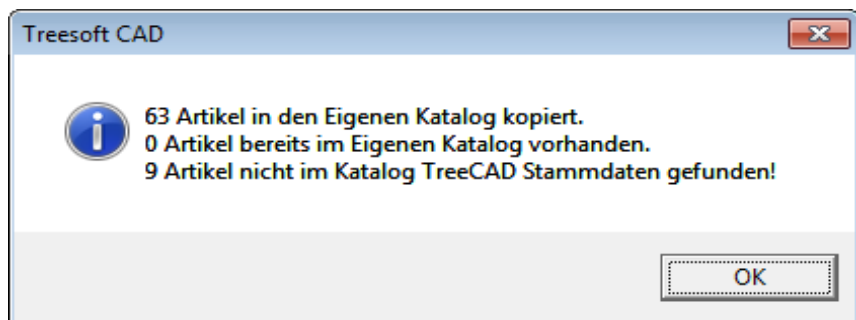 Treesoft CAD
63 Artikel in den Eigenen Katalog kopiert.
0 Artikel bereits im Eigenen Katalog vorhanden.
9 Artikel nicht im Katalog TreeCAD Stammdaten gefunden!
OK